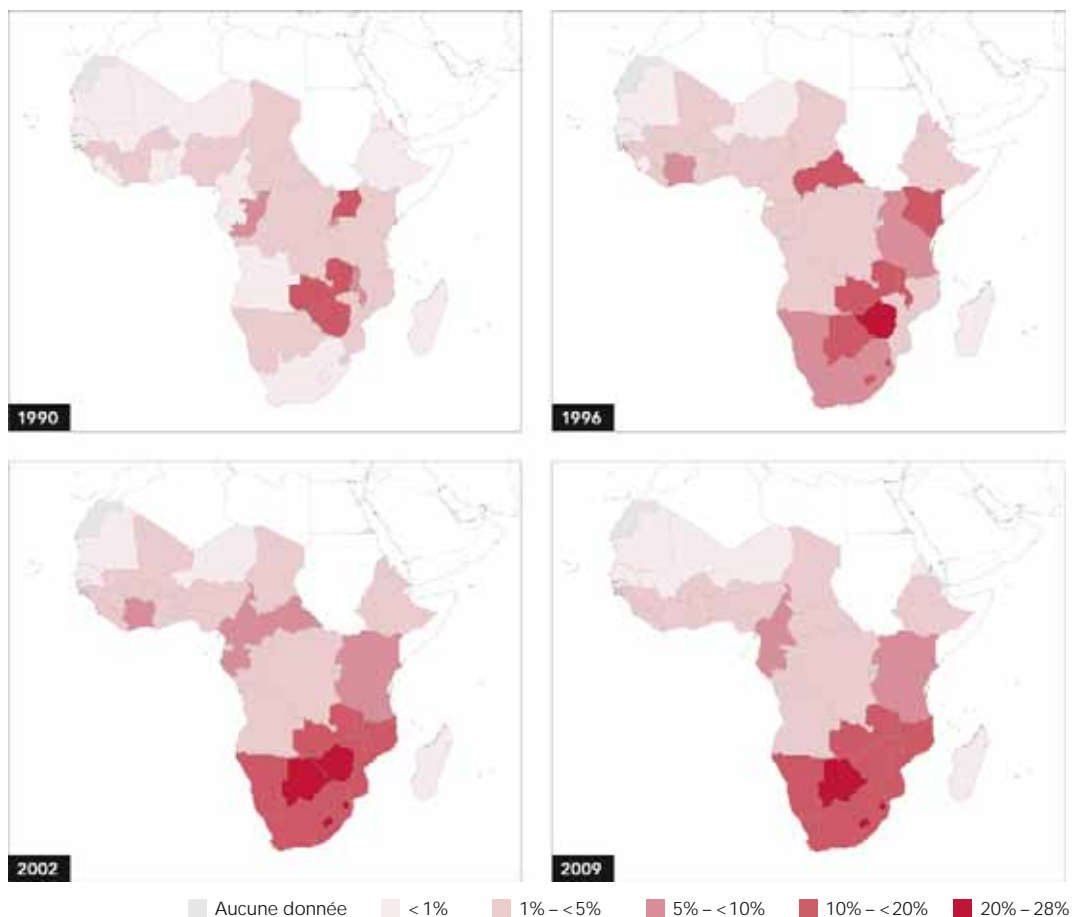 1990
1996
2002
2009
Aucune donnée <1% 1% – <5% 5% – <10% 10% – <20% 20% – 28%